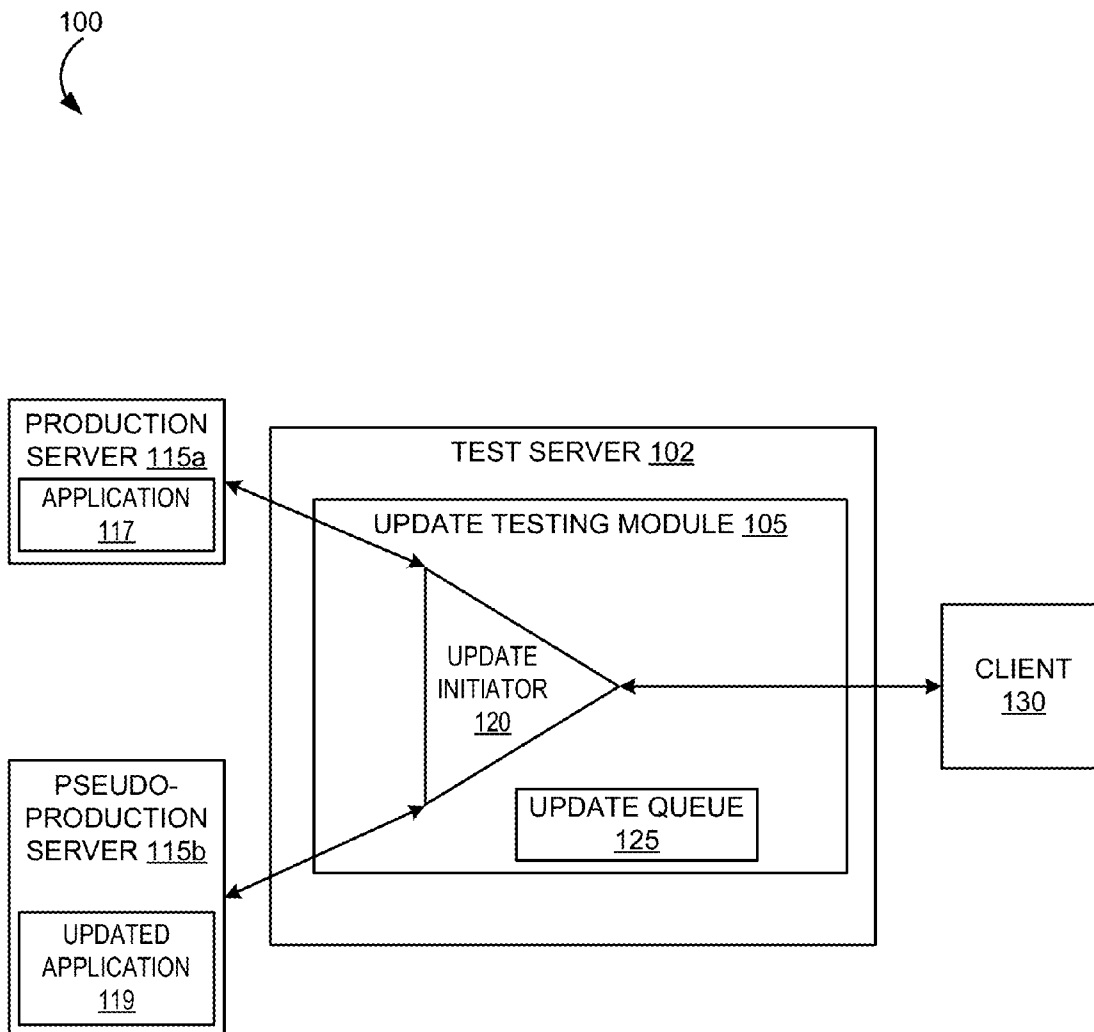 100
PRODUCTION
SERVER 115a
APPLICATION
117
TEST SERVER 102
UPDATE TESTING MODULE 105
UPDATE
INITIATOR
120
UPDATE QUEUE
125
CLIENT
130
PSEUDO-
PRODUCTION
SERVER 115b
UPDATED
APPLICATION
119